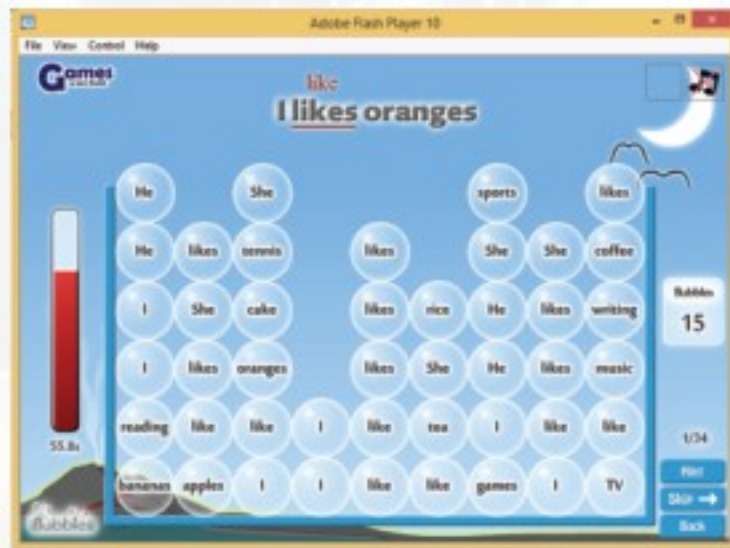 Adobe Flash Player 10
File View Control Help
Games
like
I likes oranges
He She sports likes
He likes tennis likes She She coffee
I She cake likes rice He likes writing
I likes oranges likes She He likes music
reading like like I like tea I like like
bananas apples I I like like games I TV
Bubbles
15
55.8s
1/34
Hint
Skip
Back
Bubbles